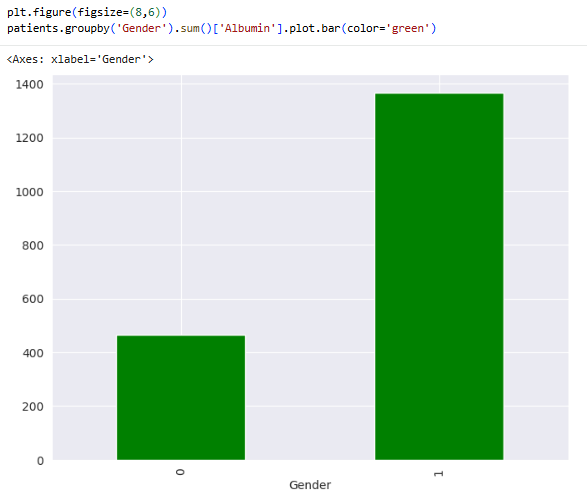 plt.figure(figsize=(8,6))
patients.groupby('Gender').sum()['Albumin'].plot.bar(color='green')
<Axes: xlabel='Gender'>
1400
1200
1000
800
600
400
200
0
0
1
Gender